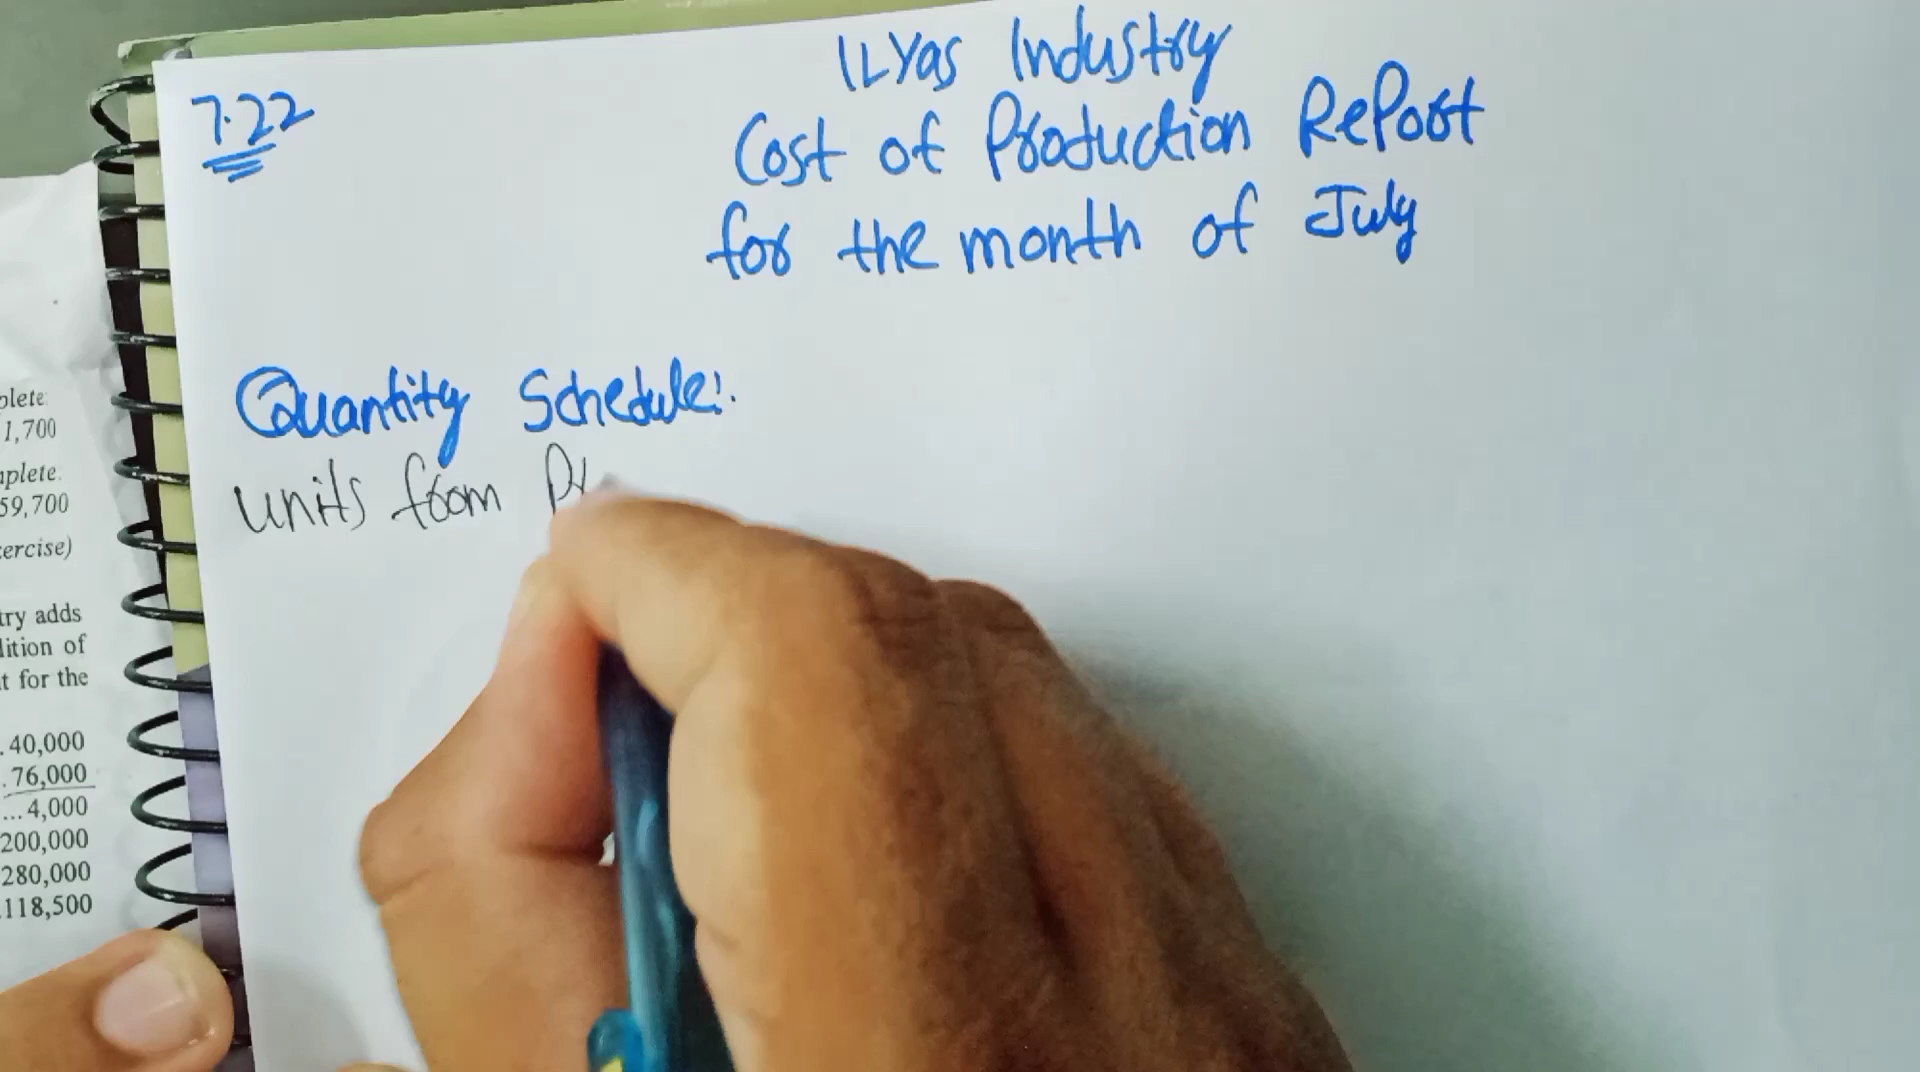 7.22
ILYas Industry
Cost of Production Report
for the month of July
Quantity Schedule:.
units from
plete:
1,700
mplete.
59,700
ercise)
try adds
lition of
t for the
.40,000
.76,000
...4,000
200,000
280,000
.118,500